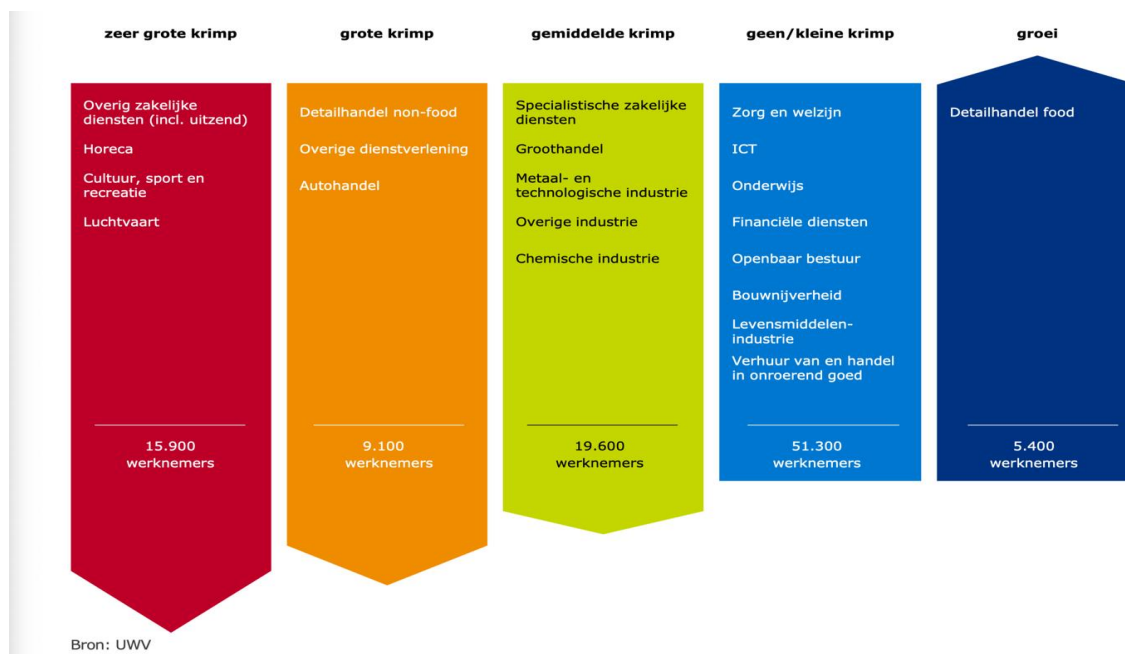 zeer grote krimp
Overig zakelijke
diensten (incl. uitzend)
Horeca
Cultuur, sport en
recreatie
Luchtvaart
15.900
werknemers
grote krimp
Detailhandel non-food
Overige dienstverlening
Autohandel
9.100
werknemers
gemiddelde krimp
Specialistische zakelijke
diensten
Groothandel
Metaal- en
technologische industrie
Overige industrie
Chemische industrie
19.600
werknemers
geen/kleine krimp
Zorg en welzijn
ICT
Onderwijs
Financiële diensten
Openbaar bestuur
Bouwnijverheid
Levensmiddelen-
industrie
Verhuur van en handel
in onroerend goed
51.300
werknemers
groei
Detailhandel food
5.400
werknemers
Bron: UWV